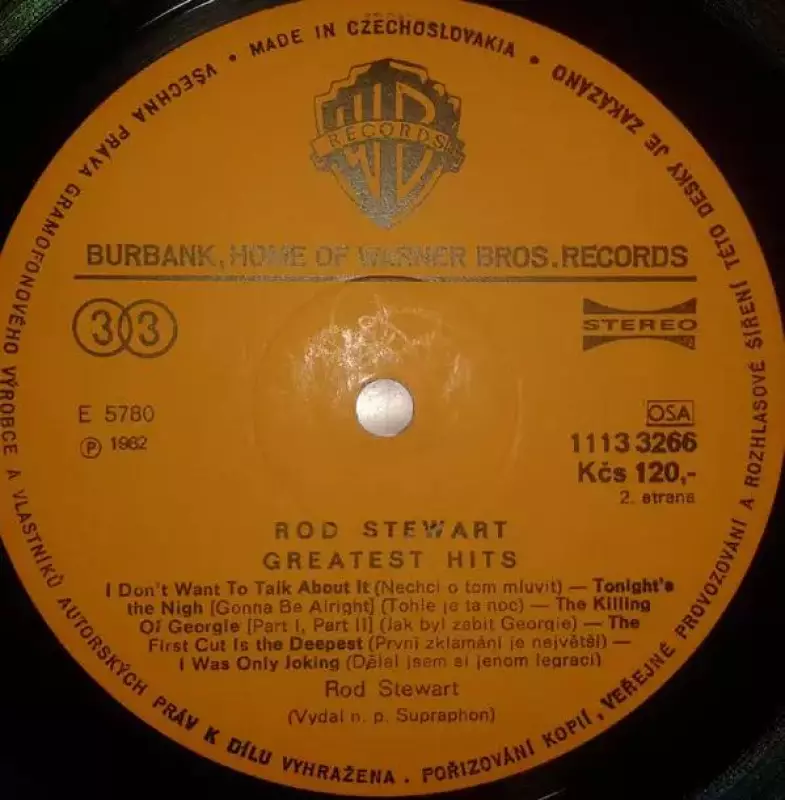 • MADE IN CZECHOSLOVAKIA •
VŠECHNA PRÁVA GRAMOFONOVÉHO VÝROBCE A VLASTNÍKŮ AUTORSKÝCH PRÁV K DÍLU VYHRAŽENA . POŘIZOVÁNÍ KOPIÍ, VEŘEJNÉ PROVOZOVÁNÍ A ROZHLASOVÉ ŠÍŘENÍ TÉTO DESKY JE ZAKÁZÁNO
RECORDS
BURBANK, HOME OF WARNER BROS. RECORDS
33
STEREO
E 5780
Ⓟ 1982
OSA
1113 3266
Kčs 120,-
2. strana
ROD STEWART
GREATEST HITS
I Don't Want To Talk About It (Nechci o tom mluvit) — Tonight's
the Nigh [Gonna Be Alright] (Tohle je ta noc) — The Killing
Of Georgie [Part I, Part II] (Jak byl zabit Georgie) — The
First Cut Is the Deepest (První zklamání je největší) —
I Was Only Joking (Dělal jsem si jenom legraci)
Rod Stewart
(Vydal n. p. Supraphon)